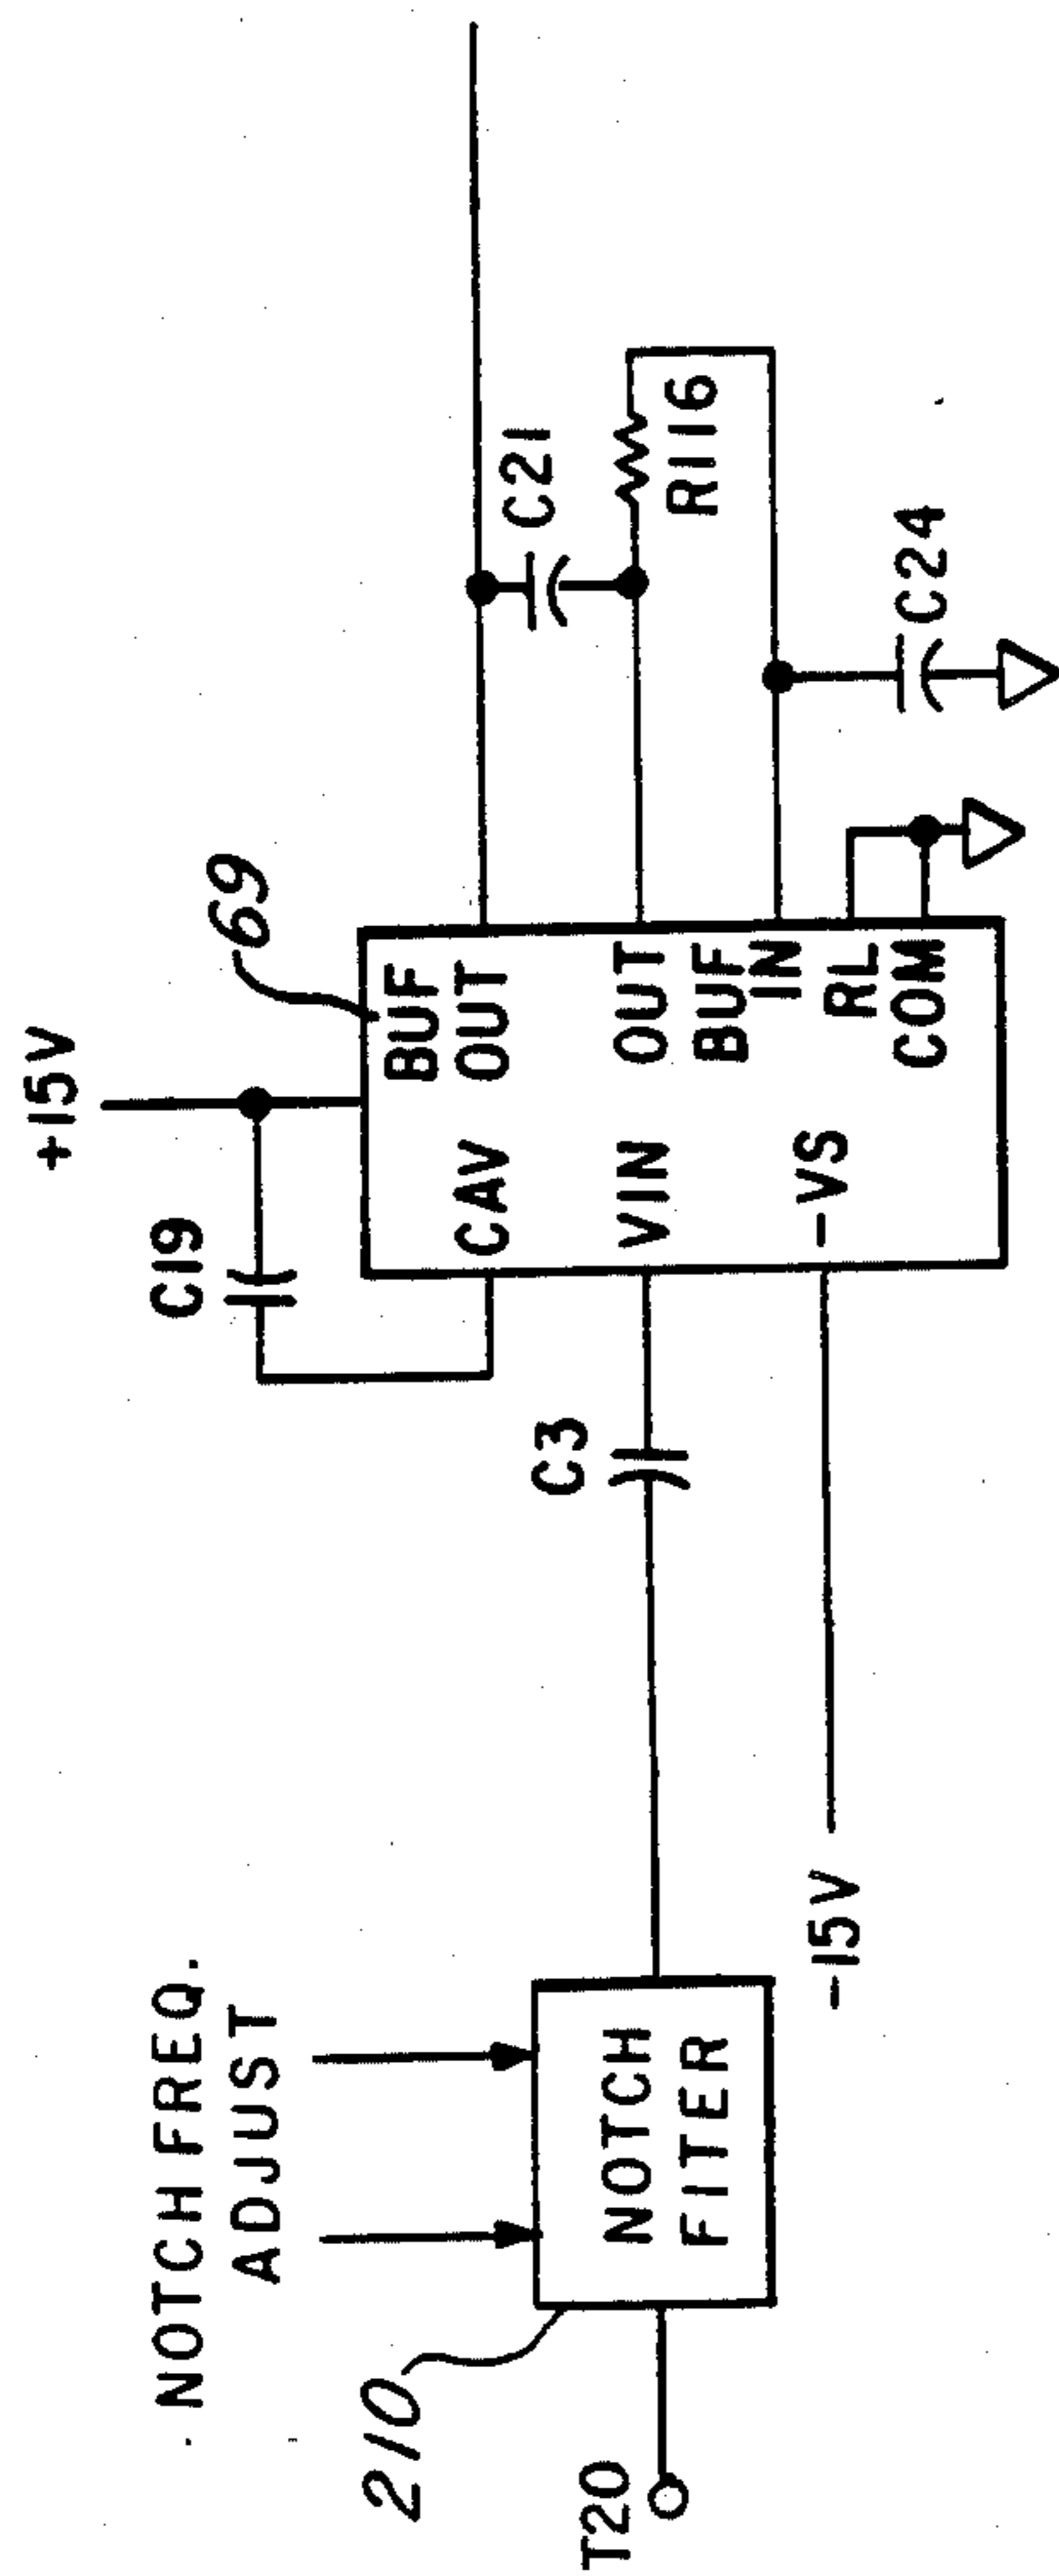 NOTCH FREQ.
ADJUST
210
T20
NOTCH
FITER
C3
-15V
C19
+15V
69
CAV
VIN
-VS
BUF
OUT
OUT
BUF
IN
RL
COM
C21
R116
C24